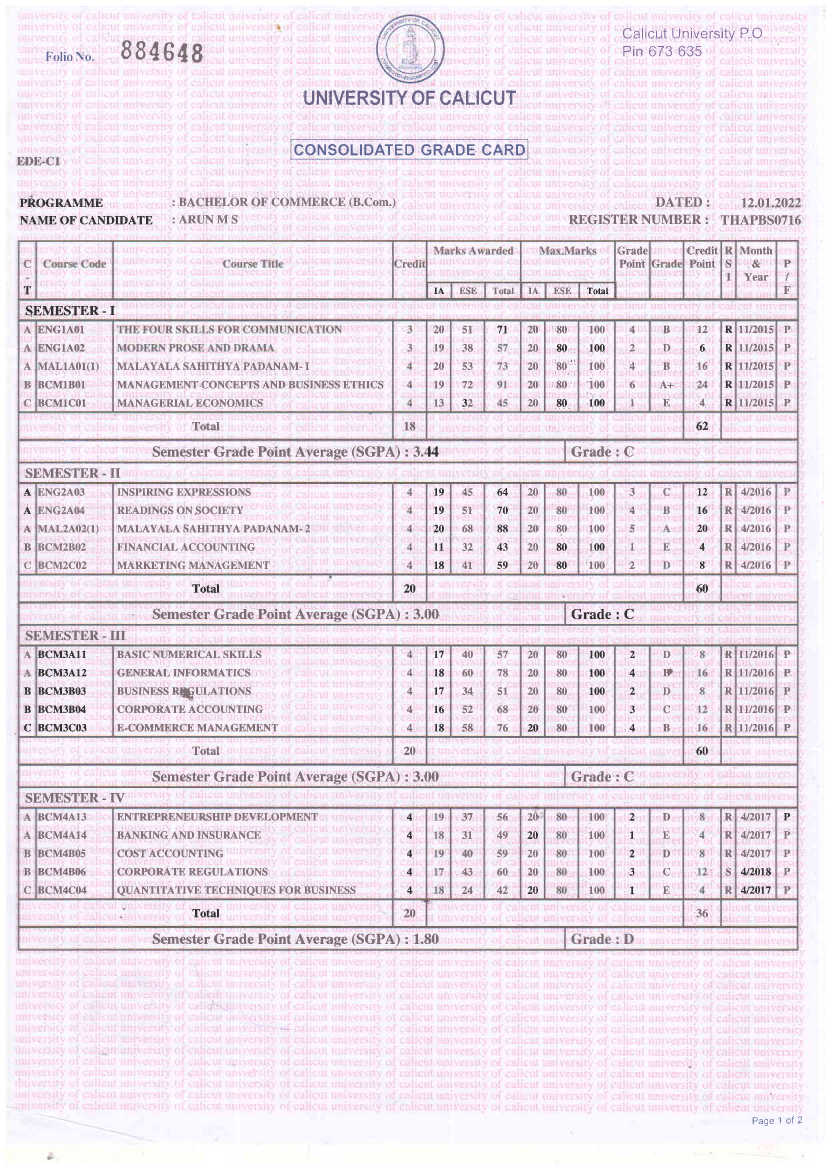 Folio No. 884648
Calicut University P.O
Pin 673 635
UNIVERSITY OF CALICUT
CONSOLIDATED GRADE CARD
EDE-CI
PROGRAMME : BACHELOR OF COMMERCE (B.Com.) DATED : 12.01.2022
NAME OF CANDIDATE : ARUN M S REGISTER NUMBER : THAPBS0716
C - T Course Code Course Title Credit Marks Awarded Max.Marks Grade Point Grade Credit Point R S I Month & Year P / F
IA ESE Total IA ESE Total
SEMESTER - I
A ENG1A01 THE FOUR SKILLS FOR COMMUNICATION 3 20 51 71 20 80 100 4 B 12 R 11/2015 P
A ENG1A02 MODERN PROSE AND DRAMA 3 19 38 57 20 80 100 2 D 6 R 11/2015 P
A MAL1A01(1) MALAYALA SAHITHYA PADANAM- I 4 20 53 73 20 80 100 4 B 16 R 11/2015 P
B BCM1B01 MANAGEMENT CONCEPTS AND BUSINESS ETHICS 4 19 72 91 20 80 100 6 A+ 24 R 11/2015 P
C BCM1C01 MANAGERIAL ECONOMICS 4 13 32 45 20 80 100 1 E 4 R 11/2015 P
Total 18 62
Semester Grade Point Average (SGPA) : 3.44 Grade : C
SEMESTER - II
A ENG2A03 INSPIRING EXPRESSIONS 4 19 45 64 20 80 100 3 C 12 R 4/2016 P
A ENG2A04 READINGS ON SOCIETY 4 19 51 70 20 80 100 4 B 16 R 4/2016 P
A MAL2A02(1) MALAYALA SAHITHYA PADANAM- 2 4 20 68 88 20 80 100 5 A 20 R 4/2016 P
B BCM2B02 FINANCIAL ACCOUNTING 4 11 32 43 20 80 100 1 E 4 R 4/2016 P
C BCM2C02 MARKETING MANAGEMENT 4 18 41 59 20 80 100 2 D 8 R 4/2016 P
Total 20 60
Semester Grade Point Average (SGPA) : 3.00 Grade : C
SEMESTER - III
A BCM3A11 BASIC NUMERICAL SKILLS 4 17 40 57 20 80 100 2 D 8 R 11/2016 P
A BCM3A12 GENERAL INFORMATICS 4 18 60 78 20 80 100 4 B 16 R 11/2016 P
B BCM3B03 BUSINESS REGULATIONS 4 17 34 51 20 80 100 2 D 8 R 11/2016 P
B BCM3B04 CORPORATE ACCOUNTING 4 16 52 68 20 80 100 3 C 12 R 11/2016 P
C BCM3C03 E-COMMERCE MANAGEMENT 4 18 58 76 20 80 100 4 B 16 R 11/2016 P
Total 20 60
Semester Grade Point Average (SGPA) : 3.00 Grade : C
SEMESTER - IV
A BCM4A13 ENTREPRENEURSHIP DEVELOPMENT 4 19 37 56 20 80 100 2 D 8 R 4/2017 P
A BCM4A14 BANKING AND INSURANCE 4 18 31 49 20 80 100 1 E 4 R 4/2017 P
B BCM4B05 COST ACCOUNTING 4 19 40 59 20 80 100 2 D 8 R 4/2017 P
B BCM4B06 CORPORATE REGULATIONS 4 17 43 60 20 80 100 3 C 12 S 4/2018 P
C BCM4C04 QUANTITATIVE TECHNIQUES FOR BUSINESS 4 18 24 42 20 80 100 1 E 4 R 4/2017 P
Total 20 36
Semester Grade Point Average (SGPA) : 1.80 Grade : D
Page 1 of 2